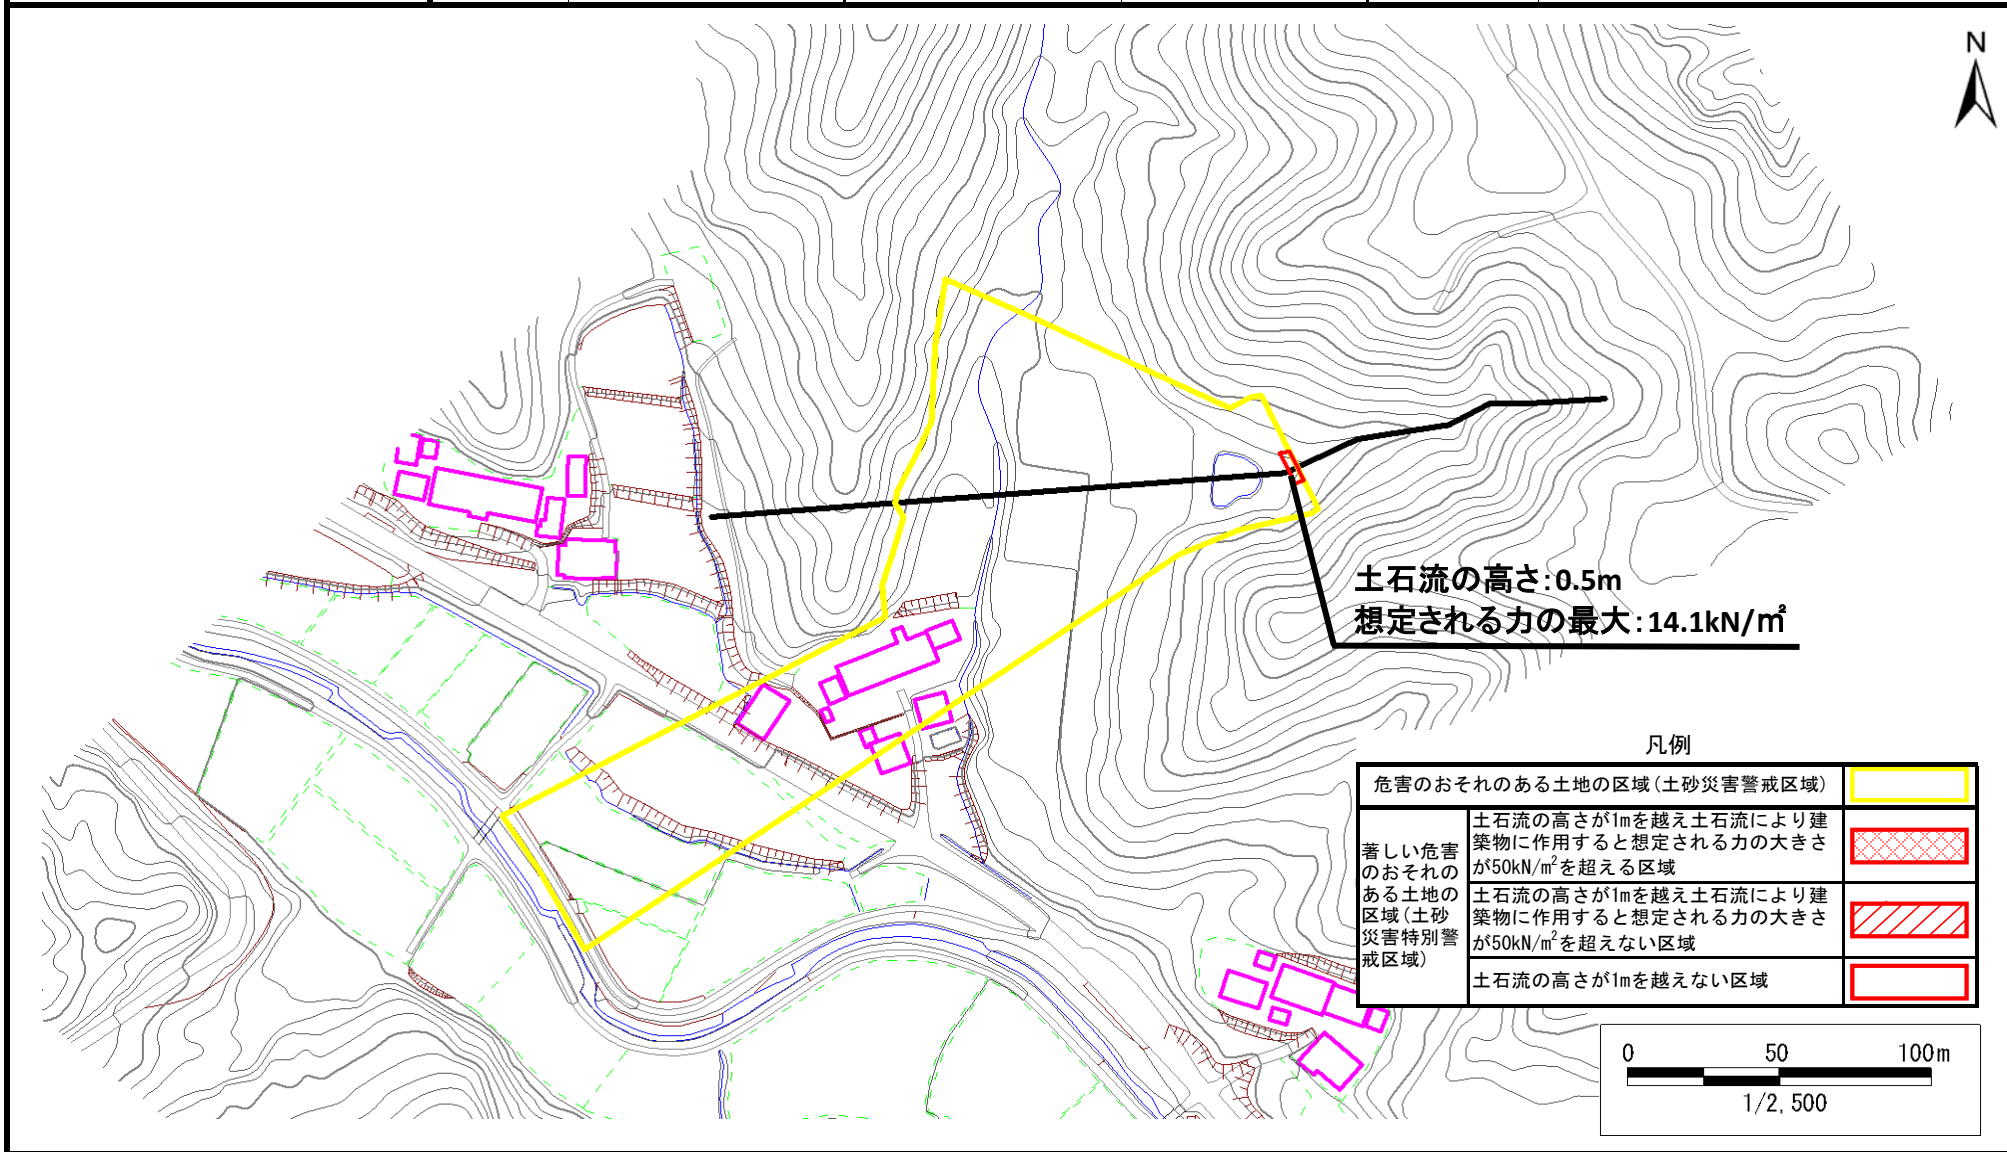 N
土石流の高さ:0.5m
想定される力の最大:14.1kN/㎡
凡例
危害のおそれのある土地の区域(土砂災害警戒区域)
著しい危害
のおそれの
ある土地の
区域(土砂
災害特別警
戒区域)
土石流の高さが1mを越え土石流により建
築物に作用すると想定される力の大きさ
が50kN/m²を超える区域
土石流の高さが1mを越え土石流により建
築物に作用すると想定される力の大きさ
が50kN/m²を超えない区域
土石流の高さが1mを越えない区域
0 50 100m
1/2,500